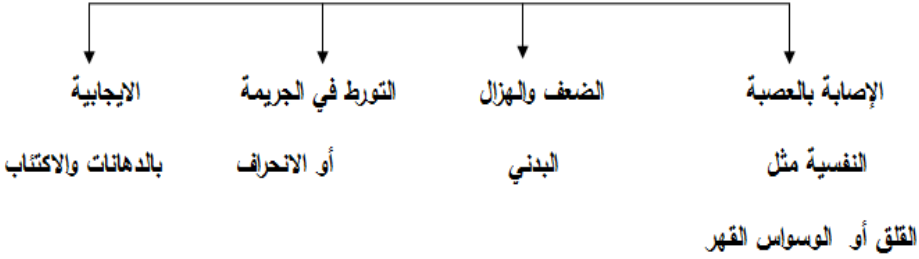 الإصابة بالعصبة
النفسية مثل
القلق أو الوسواس القهر
الضعف والهزال
البدني
التورط في الجريمة
أو الانحراف
الايجابية
بالدهانات والاكتئاب